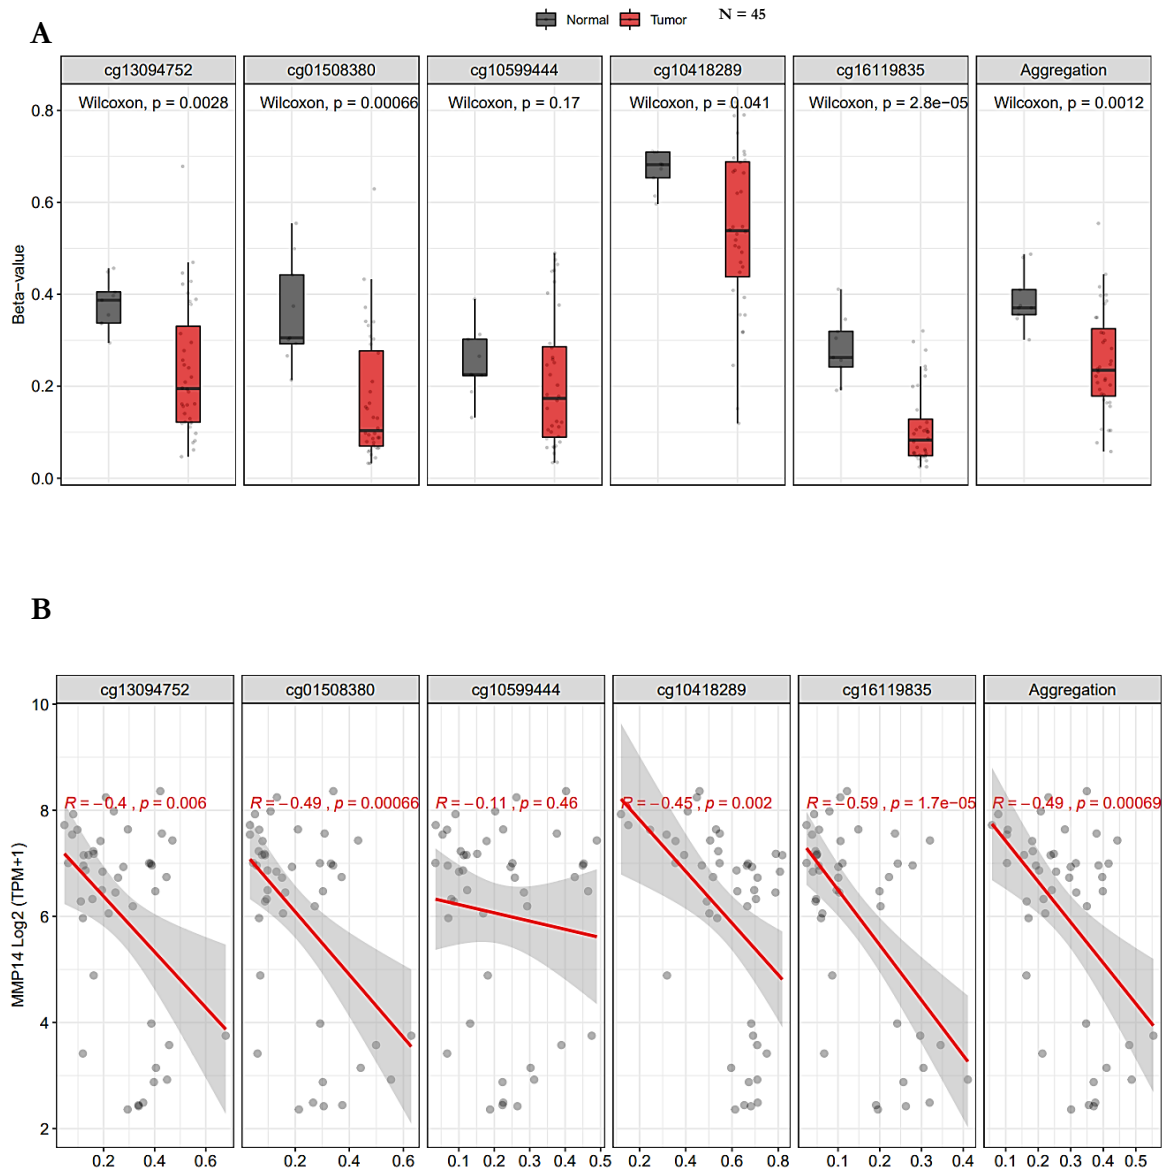 Normal Tumor N = 45
A
cg13094752 cg01508380 cg10599444 cg10418289 cg16119835 Aggregation
Wilcoxon, p = 0.0028 Wilcoxon, p = 0.00066 Wilcoxon, p = 0.17 Wilcoxon, p = 0.041 Wilcoxon, p = 2.8e−05 Wilcoxon, p = 0.0012
0.8
0.6
0.4
0.2
0.0
Beta-value
B
cg13094752 cg01508380 cg10599444 cg10418289 cg16119835 Aggregation
R = −0.4 , p = 0.006 R = −0.49 , p = 0.00066 R = −0.11 , p = 0.46 R = −0.45 , p = 0.002 R = −0.59 , p = 1.7e−05 R = −0.49 , p = 0.00069
10
8
6
4
2
MMP14 Log2 (TPM+1)
0.2 0.4 0.6 0.2 0.4 0.6 0.1 0.2 0.3 0.4 0.5 0.2 0.4 0.6 0.8 0.1 0.2 0.3 0.4 0.1 0.2 0.3 0.4 0.5